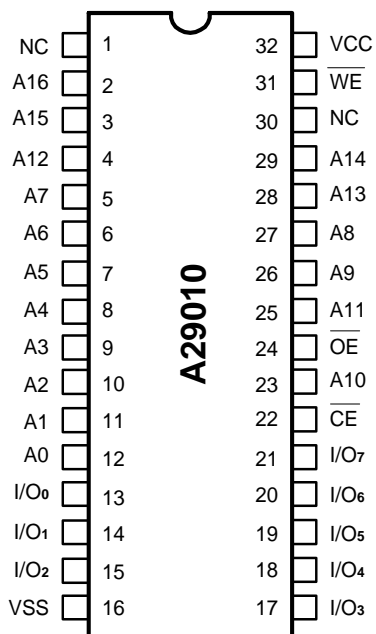 NC 1 32 VCC
A16 2 31 W̅E̅
A15 3 30 NC
A12 4 29 A14
A7 5 28 A13
A6 6 27 A8
A5 7 26 A9
A4 8 25 A11
A3 9 24 O̅E̅
A2 10 23 A10
A1 11 22 C̅E̅
A0 12 21 I/O₇
I/O₀ 13 20 I/O₆
I/O₁ 14 19 I/O₅
I/O₂ 15 18 I/O₄
VSS 16 17 I/O₃
A29010